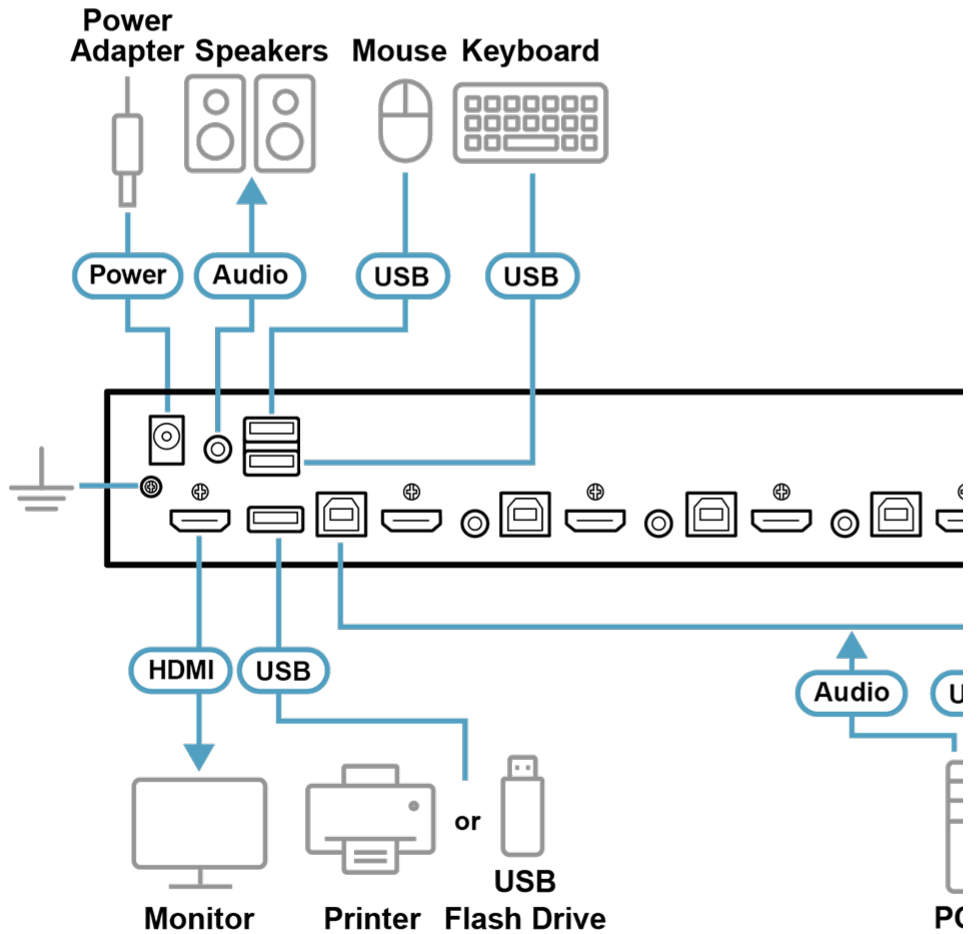 Power
Adapter Speakers Mouse Keyboard
Power Audio USB USB
HDMI USB
Audio
or
USB
Monitor Printer Flash Drive